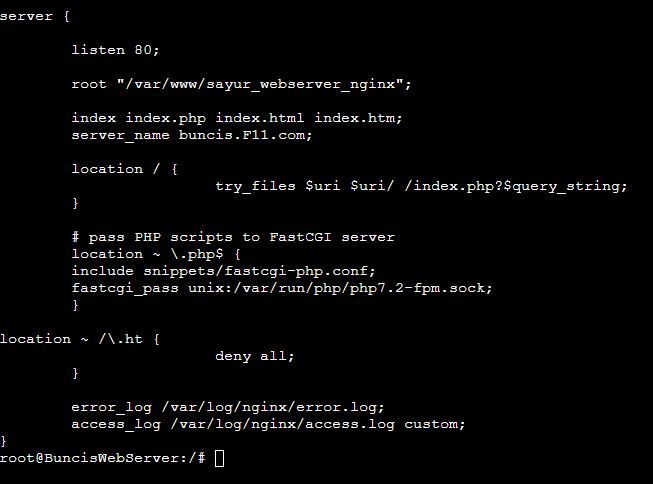 server {
listen 80;
root "/var/www/sayur_webserver_nginx";
index index.php index.html index.htm;
server_name buncis.F11.com;
location / {
try_files $uri $uri/ /index.php?$query_string;
}
# pass PHP scripts to FastCGI server
location ~ \.php$ {
include snippets/fastcgi-php.conf;
fastcgi_pass unix:/var/run/php/php7.2-fpm.sock;
}
location ~ /\.ht {
deny all;
}
error_log /var/log/nginx/error.log;
access_log /var/log/nginx/access.log custom;
}
root@BuncisWebServer:/#